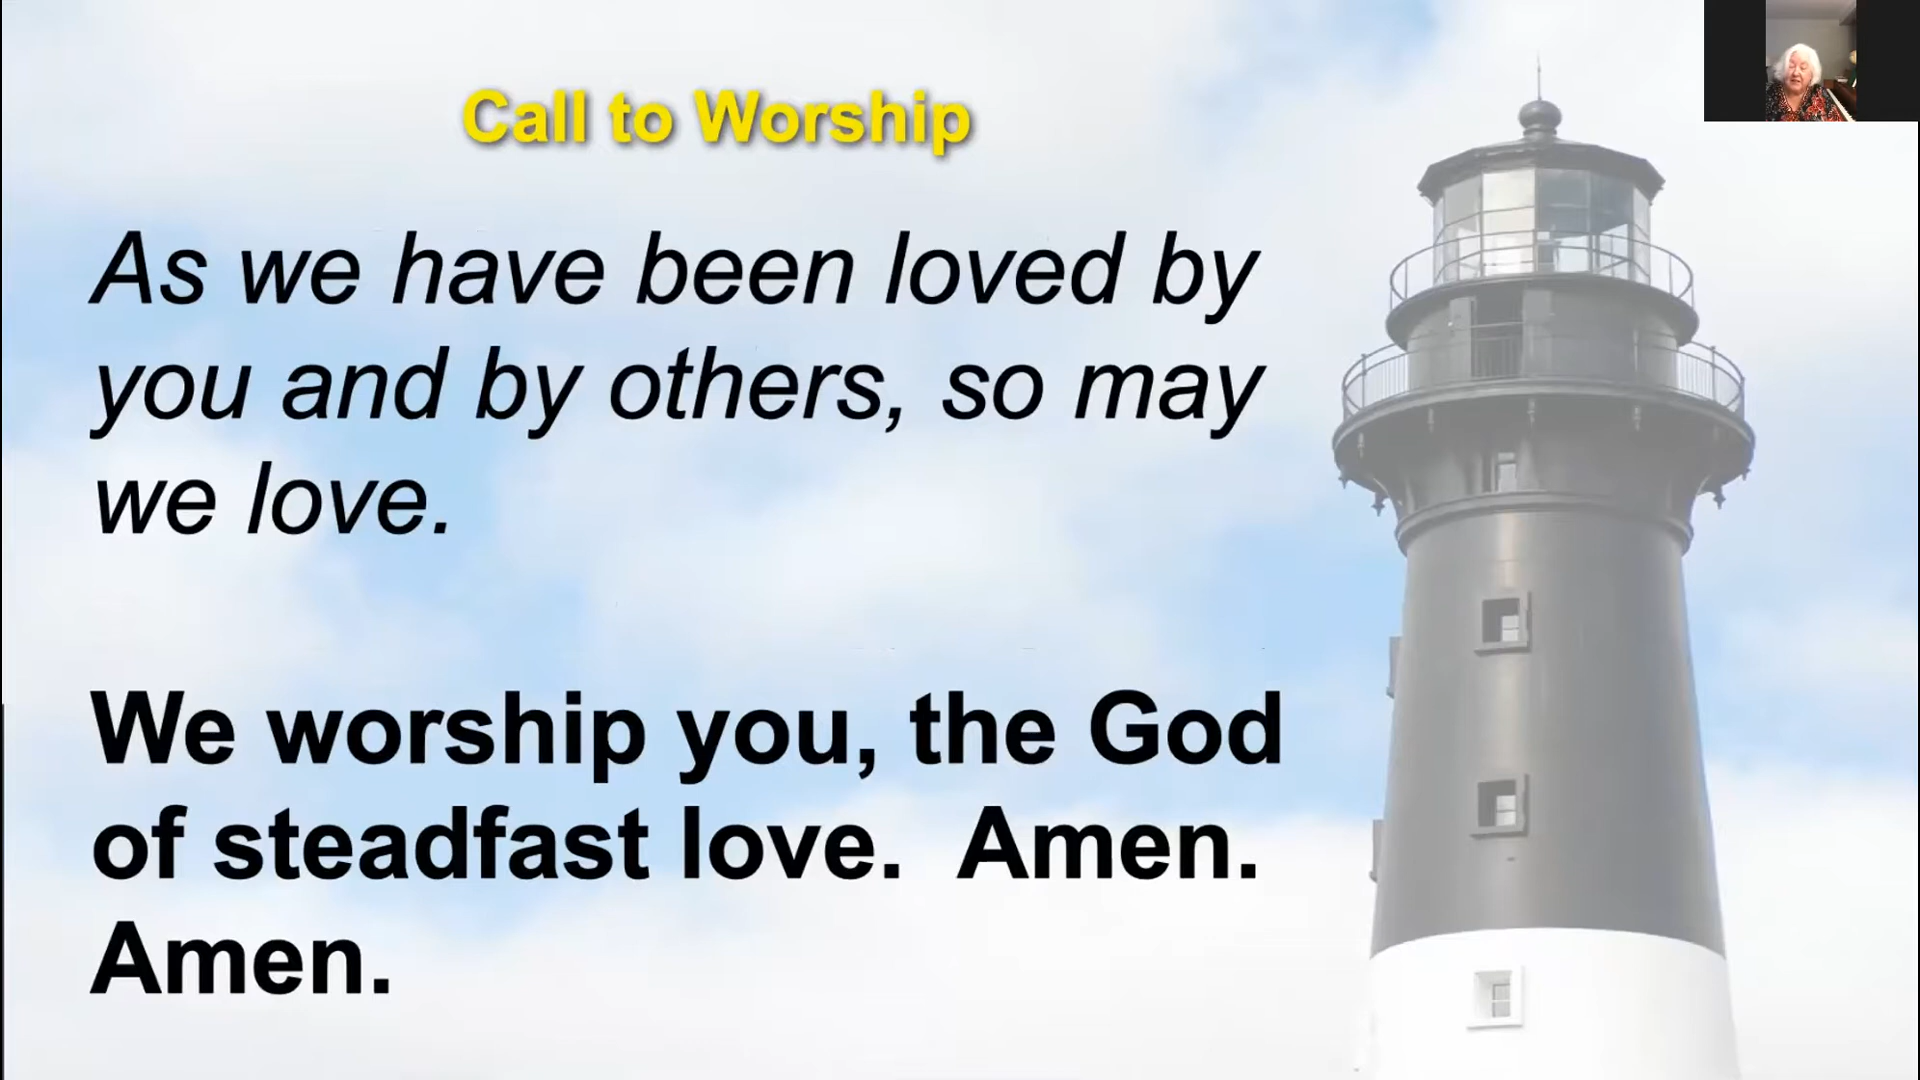 Call to Worship
As we have been loved by
you and by others, so may
we love.
We worship you, the God
of steadfast love.  Amen.
Amen.